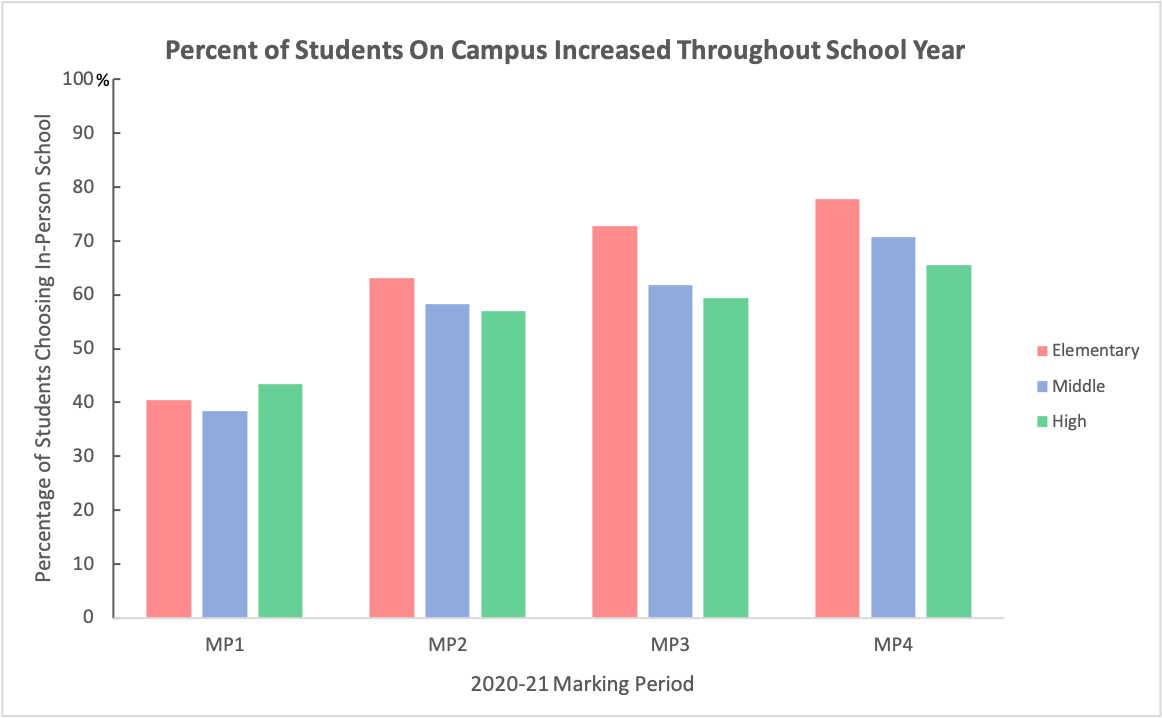 Percent of Students On Campus Increased Throughout School Year
Percentage of Students Choosing In-Person School
100%
90
80
70
60
50
40
30
20
10
0
MP1 MP2 MP3 MP4
2020-21 Marking Period
Elementary
Middle
High